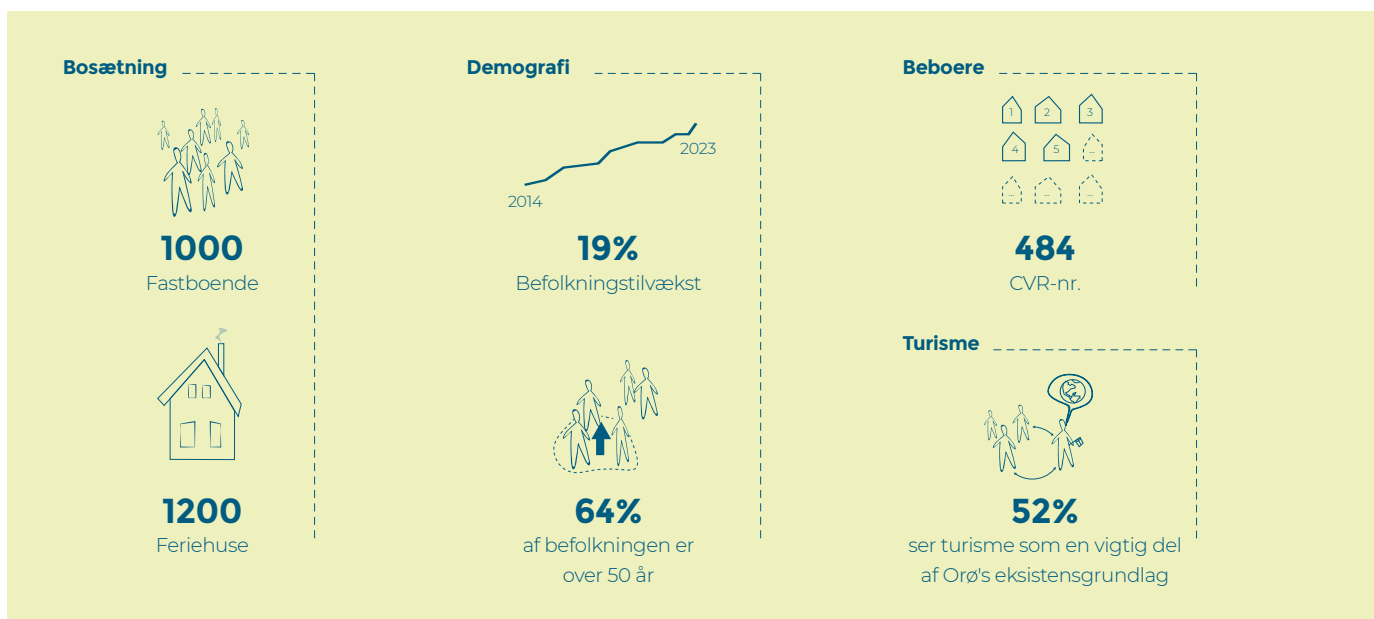 Bosætning
1000
Fastboende
1200
Feriehuse
Demografi
2014
2023
19%
Befolkningstilvækst
64%
af befolkningen er
over 50 år
Beboere
1 2 3
4 5 ...
... ... ...
484
CVR-nr.
Turisme
52%
ser turisme som en vigtig del
af Orø's eksistensgrundlag